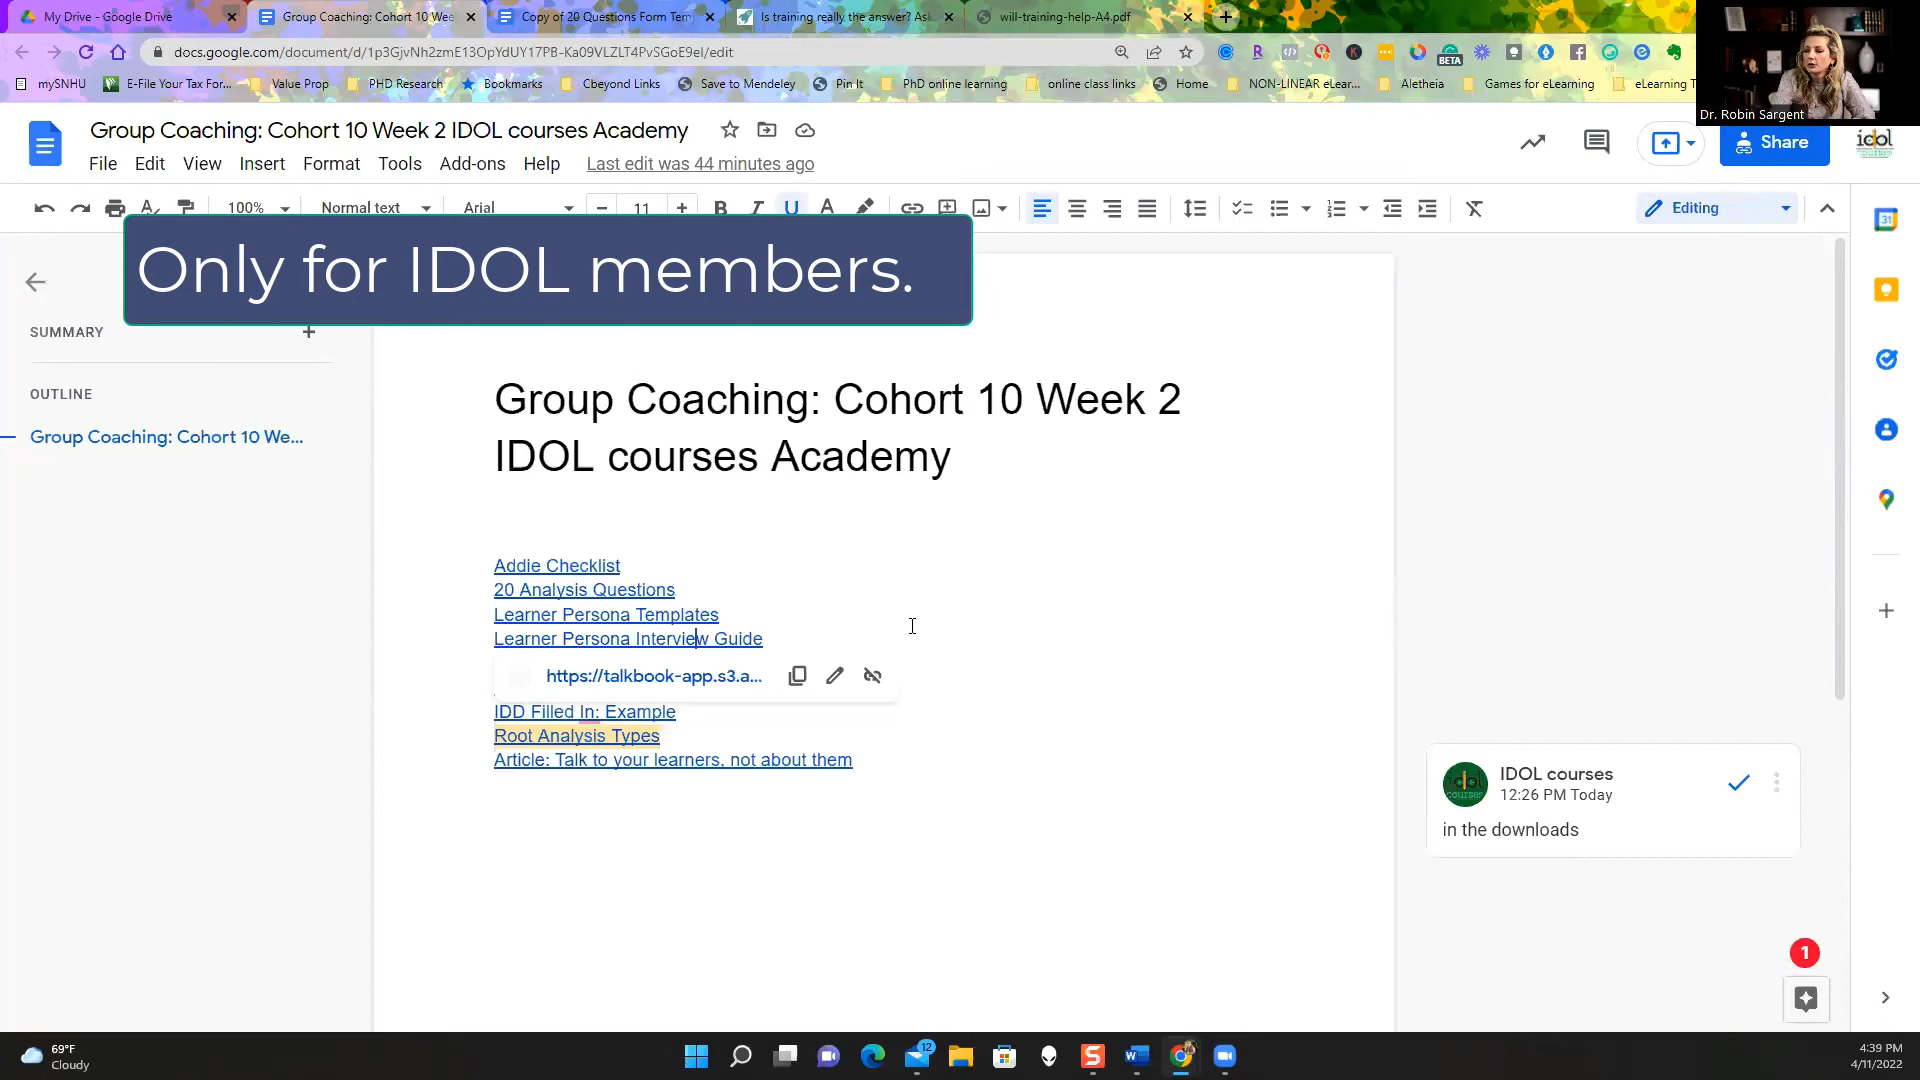 My Drive - Google Drive
Group Coaching: Cohort 10 Wee
Copy of 20 Questions Form Tem
Is training really the answer? Ask
will-training-help-A4.pdf
docs.google.com/document/d/1p3GjvNh2zmE13OpYdUY17PB-Ka09VLZLT4PvSGoE9eI/edit
BETA
mySNHU
E-File Your Tax For...
Value Prop
PHD Research
Bookmarks
Cbeyond Links
Save to Mendeley
Pin It
PhD online learning
online class links
Home
NON-LINEAR eLear...
Aletheia
Games for eLearning
eLearning T
Dr. Robin Sargent
Group Coaching: Cohort 10 Week 2 IDOL courses Academy
Share
idol
File Edit View Insert Format Tools Add-ons Help Last edit was 44 minutes ago
100% Normal text Arial 11 B I U A Editing
Only for IDOL members.
SUMMARY
OUTLINE
Group Coaching: Cohort 10 We...
Group Coaching: Cohort 10 Week 2
IDOL courses Academy
Addie Checklist
20 Analysis Questions
Learner Persona Templates
Learner Persona Interview Guide
https://talkbook-app.s3.a...
IDD Filled In: Example
Root Analysis Types
Article: Talk to your learners, not about them
IDOL courses
12:26 PM Today
in the downloads
1
31
69°F
Cloudy
12
4:39 PM
4/11/2022